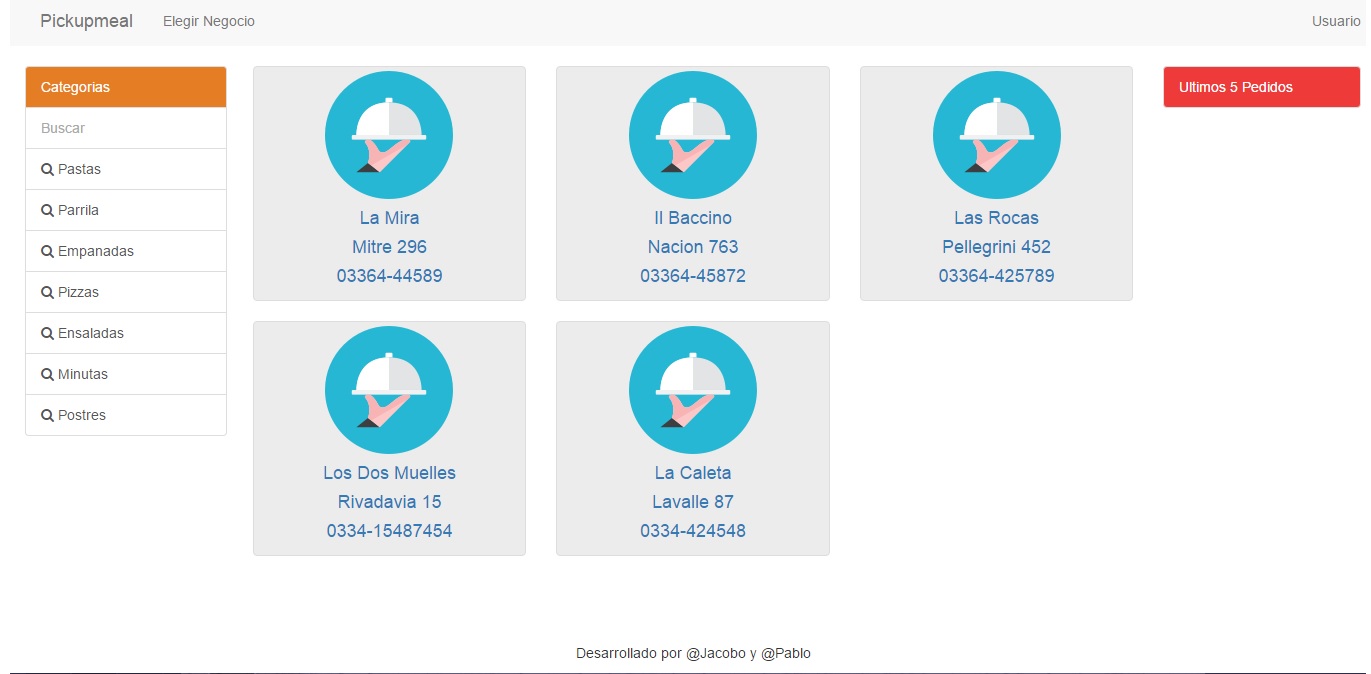 Pickupmeal Elegir Negocio Usuario
Categorias
Buscar
Pastas
Parrila
Empanadas
Pizzas
Ensaladas
Minutas
Postres
La Mira
Mitre 296
03364-44589
Il Baccino
Nacion 763
03364-45872
Las Rocas
Pellegrini 452
03364-425789
Los Dos Muelles
Rivadavia 15
0334-15487454
La Caleta
Lavalle 87
0334-424548
Ultimos 5 Pedidos
Desarrollado por @Jacobo y @Pablo